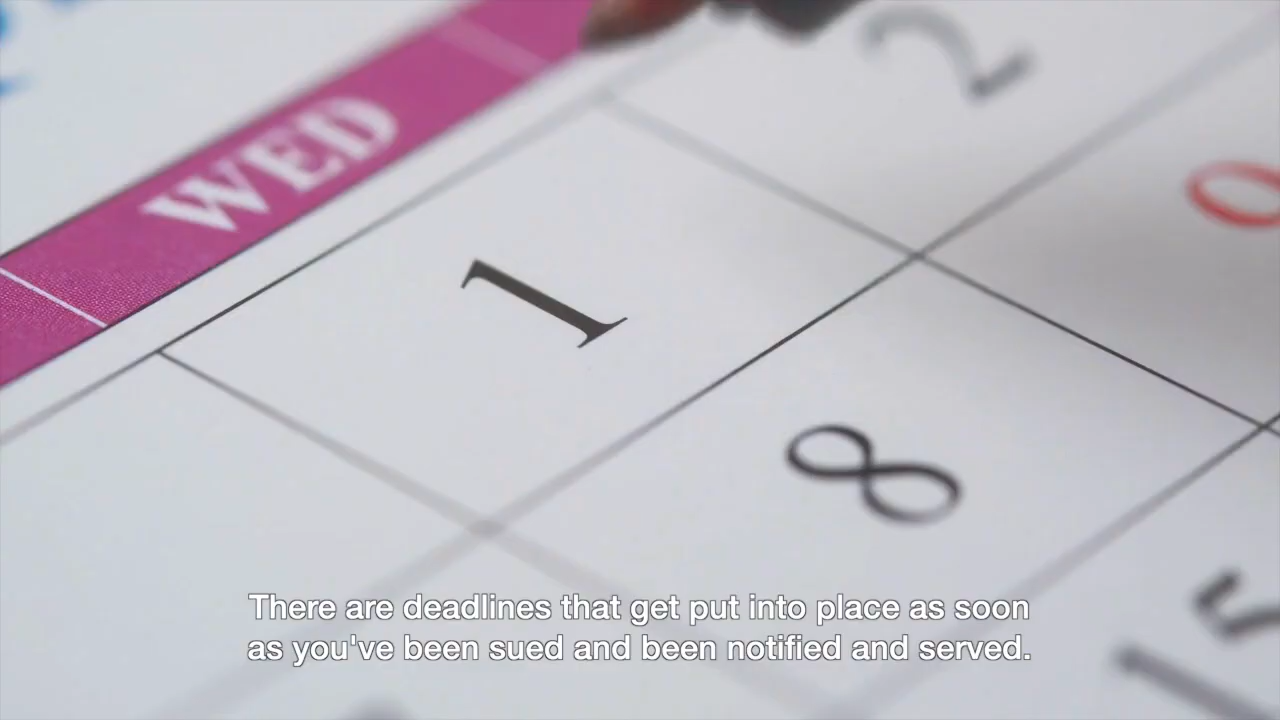 WED
1
2
8
15
There are deadlines that get put into place as soon
as you've been sued and been notified and served.